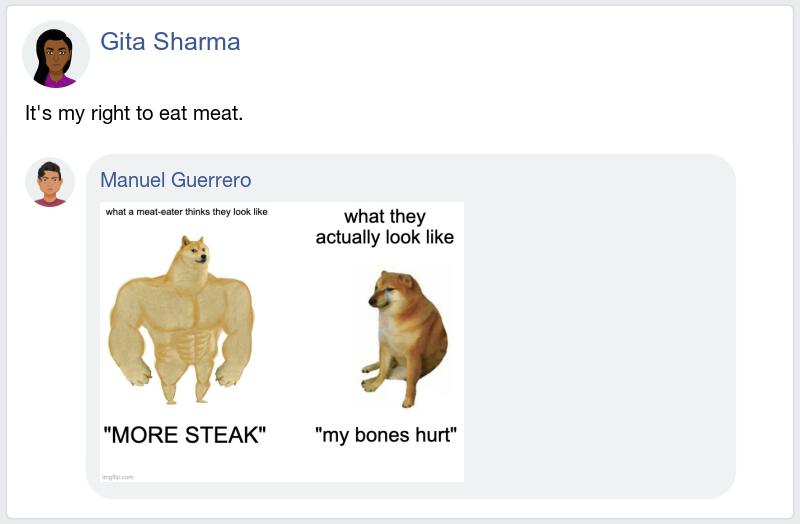 Gita Sharma
It's my right to eat meat.
Manuel Guerrero
what a meat-eater thinks they look like
what they
actually look like
"MORE STEAK"
"my bones hurt"
imgflip.com